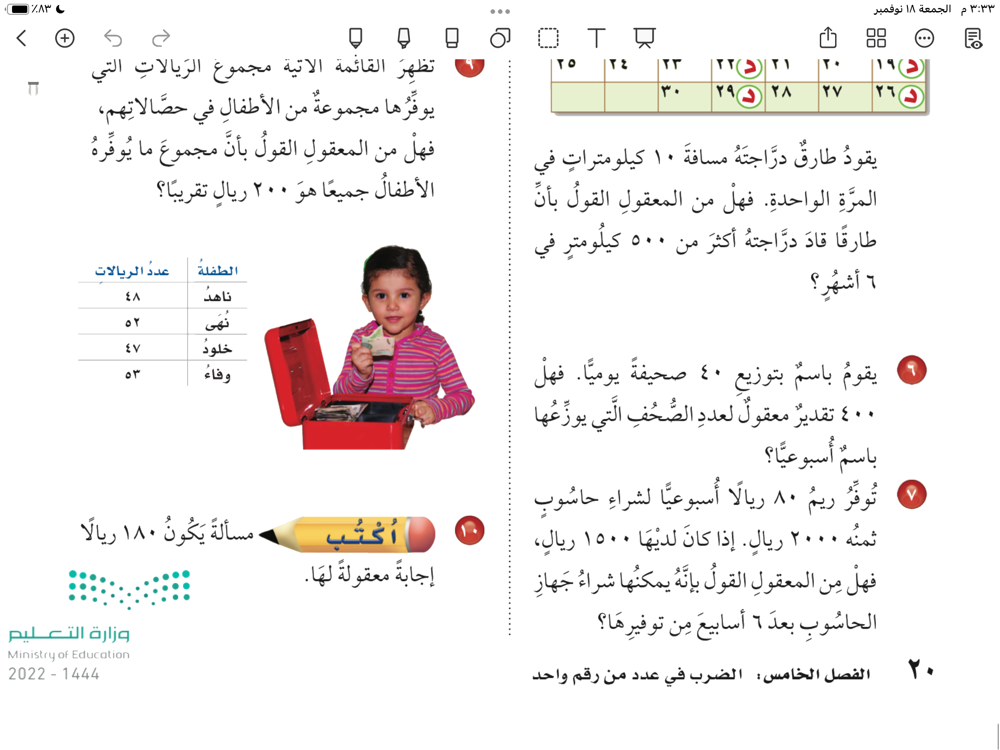 ٣:٣٣ م الجمعة ١٨ نوفمبر
٨٣٪
١٩ د ٢٠ ٢١ ٢٢ د ٢٣ ٢٤ ٢٥
٢٦ د ٢٧ ٢٨ ٢٩ د ٣٠
يقودُ طارقٌ درَّاجتَهُ مسافةَ ١٠ كيلومتراتٍ في
المرَّةِ الواحدةِ. فهلْ من المعقولِ القولُ بأنَّ
طارقًا قادَ درَّاجتهُ أكثرَ من ٥٠٠ كيلُومترٍ في
٦ أشهُرٍ؟
٦ يقومُ باسمٌ بتوزيعِ ٤٠ صحيفةً يوميًّا. فهلْ
٤٠٠ تقديرٌ معقولٌ لعددِ الصُّحُفِ الَّتي يوزِّعُها
باسمٌ أُسبوعيًّا؟
٧ تُوفِّرُ ريمُ ٨٠ ريالًا أُسبوعيًّا لشراءِ حاسُوبٍ
ثمنُه ٢٠٠٠ ريالٍ. إذا كانَ لديْهَا ١٥٠٠ ريالٍ،
فهلْ مِن المعقولِ القولُ بإنَّهُ يمكنُها شراءُ جَهازِ
الحاسُوبِ بعدَ ٦ أسابيعَ مِن توفيرِهَا؟
٩ تُظهِرُ القائمةُ الآتيةُ مجموعَ الرِّيالاتِ التي
يوفِّرُها مجموعةٌ من الأطفالِ في حصَّالاتِهم،
فهلْ من المعقولِ القولُ بأنَّ مجموعَ ما يُوفِّرهُ
الأطفالُ جميعًا هوَ ٢٠٠ ريالٍ تقريبًا؟
الطفلةُ عددُ الريالاتِ
ناهدُ ٤٨
نُهَى ٥٢
خلودُ ٤٧
وفاءُ ٥٣
١٠ اُكْتُب مسألةً يَكُونُ ١٨٠ ريالًا
إجابةً معقولةً لهَا.
وزارة التعليم
Ministry of Education
2022 - 1444
٢٠ الفصل الخامس: الضرب في عدد من رقم واحد